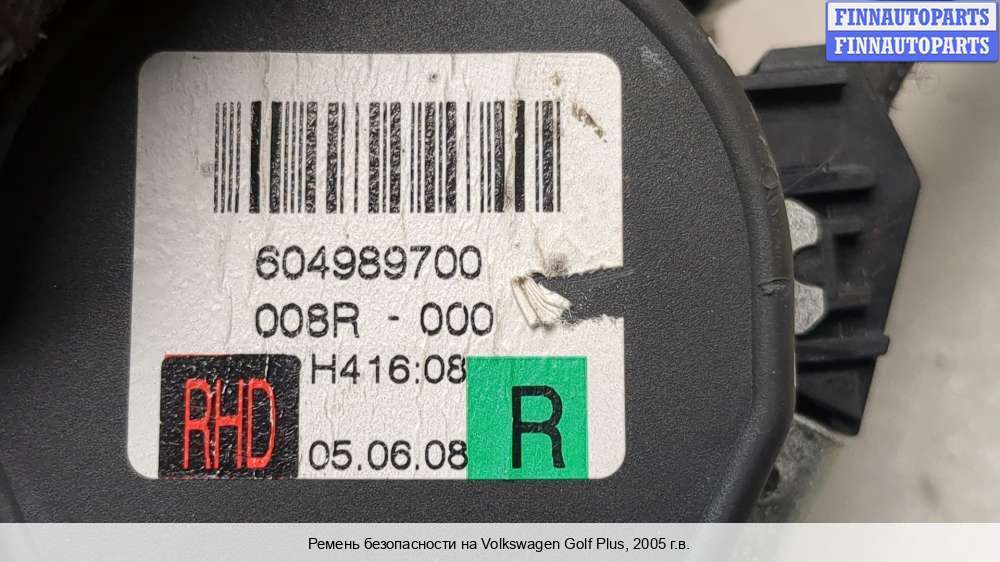 FINNAUTOPARTS
FINNAUTOPARTS
604989700
008R - 000
H416:08
RHD
R
05.06.08
Ремень безопасности на Volkswagen Golf Plus, 2005 г.в.